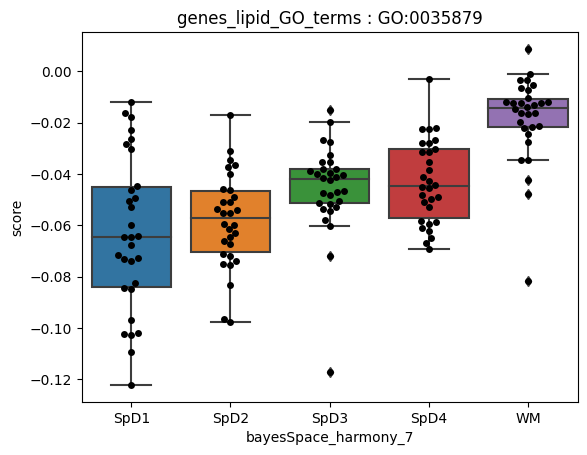 genes_lipid_GO_terms : GO:0035879
0.00
−0.02
−0.04
−0.06
−0.08
−0.10
−0.12
score
SpD1 SpD2 SpD3 SpD4 WM
bayesSpace_harmony_7